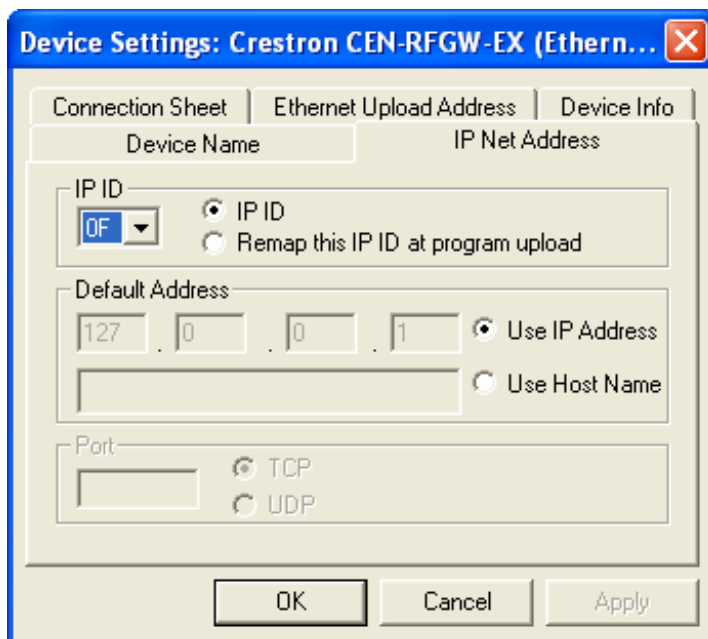 Device Settings: Crestron CEN-RFGW-EX (Ethern...
Connection Sheet Ethernet Upload Address Device Info
Device Name IP Net Address
IP ID
0F IP ID
Remap this IP ID at program upload
Default Address
127 . 0 . 0 . 1 Use IP Address
Use Host Name
Port
TCP
UDP
OK Cancel Apply